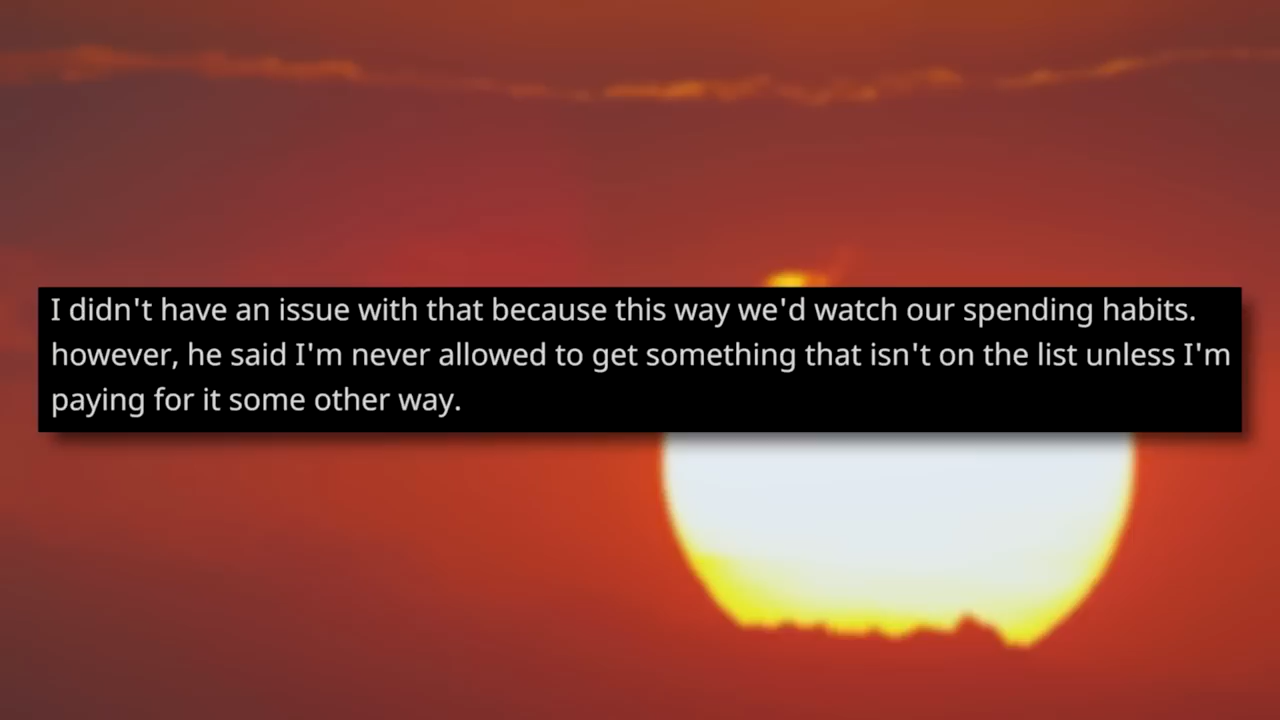 I didn't have an issue with that because this way we'd watch our spending habits.
however, he said I'm never allowed to get something that isn't on the list unless I'm
paying for it some other way.